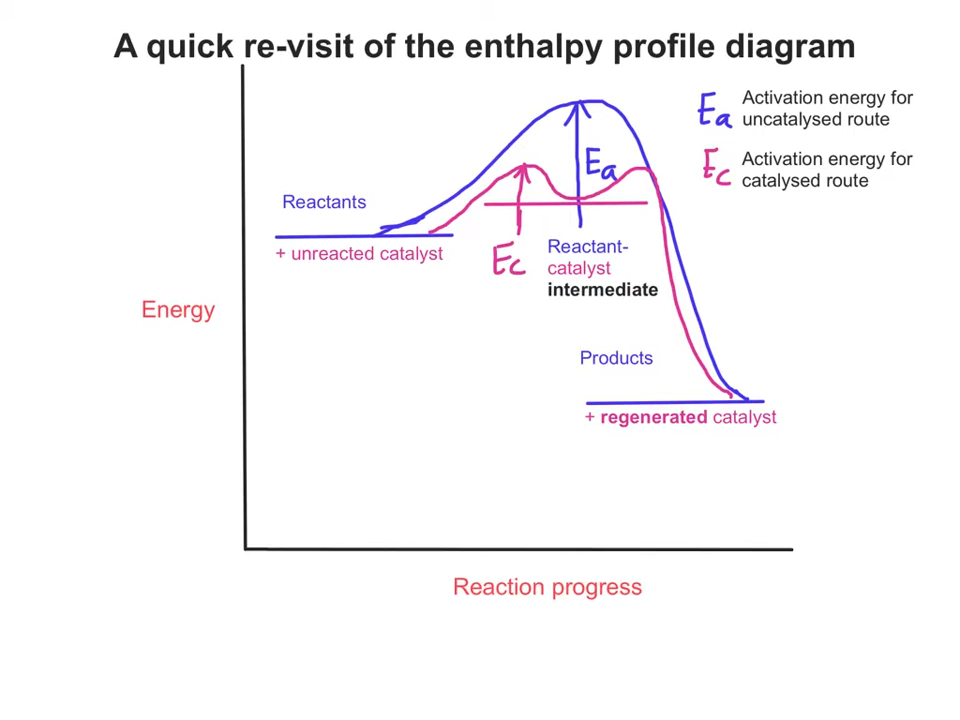 A quick re-visit of the enthalpy profile diagram
Ea
Activation energy for
uncatalysed route
Ec
Activation energy for
catalysed route
Ea
Reactants
+ unreacted catalyst
Ec
Reactant-
catalyst
intermediate
Energy
Products
+ regenerated catalyst
Reaction progress